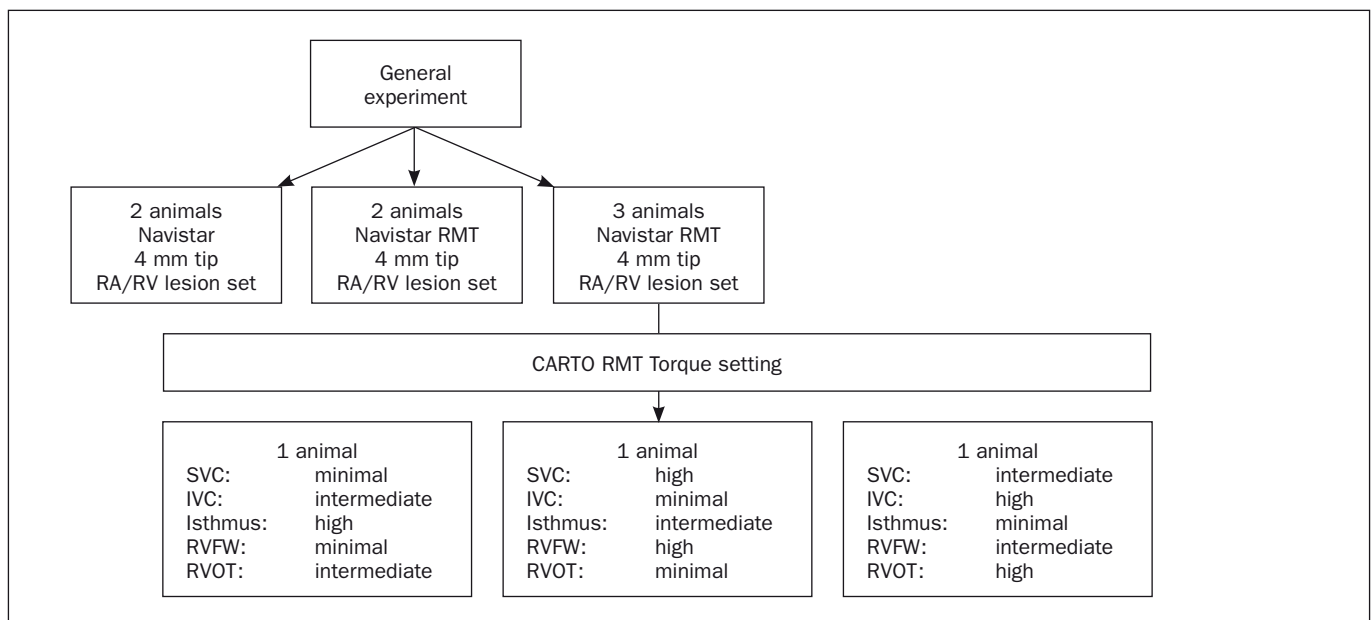 General
experiment
2 animals
Navistar
4 mm tip
RA/RV lesion set
2 animals
Navistar RMT
4 mm tip
RA/RV lesion set
3 animals
Navistar RMT
4 mm tip
RA/RV lesion set
CARTO RMT Torque setting
1 animal
SVC: minimal
IVC: intermediate
Isthmus: high
RVFW: minimal
RVOT: intermediate
1 animal
SVC: high
IVC: minimal
Isthmus: intermediate
RVFW: high
RVOT: minimal
1 animal
SVC: intermediate
IVC: high
Isthmus: minimal
RVFW: intermediate
RVOT: high